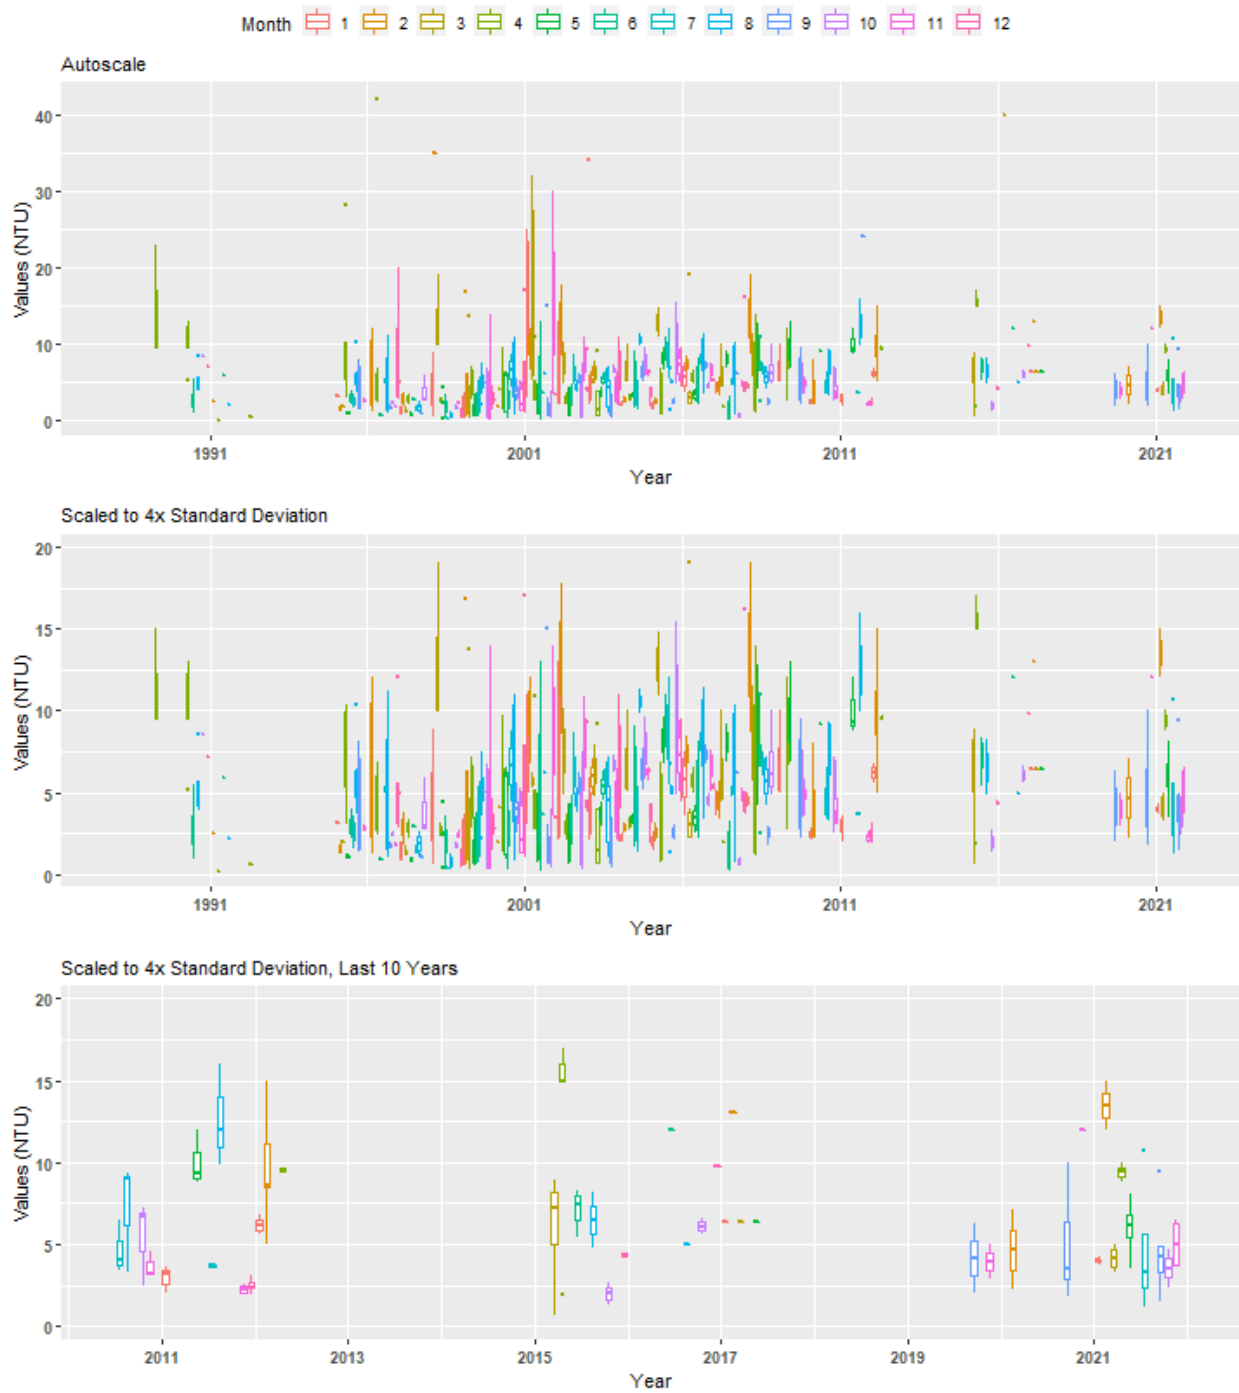 Month 1 2 3 4 5 6 7 8 9 10 11 12
Autoscale
Values (NTU)
40
30
20
10
0
1991 2001 2011 2021
Year
Scaled to 4x Standard Deviation
Values (NTU)
20
15
10
5
0
1991 2001 2011 2021
Year
Scaled to 4x Standard Deviation, Last 10 Years
Values (NTU)
20
15
10
5
0
2011 2013 2015 2017 2019 2021
Year